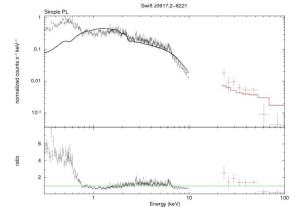 Swift J0917.2−6221
Simple PL
normalized counts s⁻¹ keV⁻¹
1
0.1
0.01
10⁻³
ratio
6
4
2
1
10
100
Energy (keV)